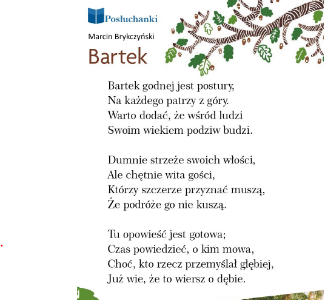 Posłuchanki
Marcin Brykczyński
Bartek
Bartek godnej jest postury,
Na każdego patrzy z góry.
Warto dodać, że wśród ludzi
Swoim wiekiem podziw budzi.
Dumnie strzeże swoich włości,
Ale chętnie wita gości,
Którzy szczerze przyznać muszą,
Że podróże go nie kuszą.
Tu opowieść jest gotowa;
Czas powiedzieć, o kim mowa,
Choć, kto rzecz przemyślał głębiej,
Już wie, że to wiersz o dębie.